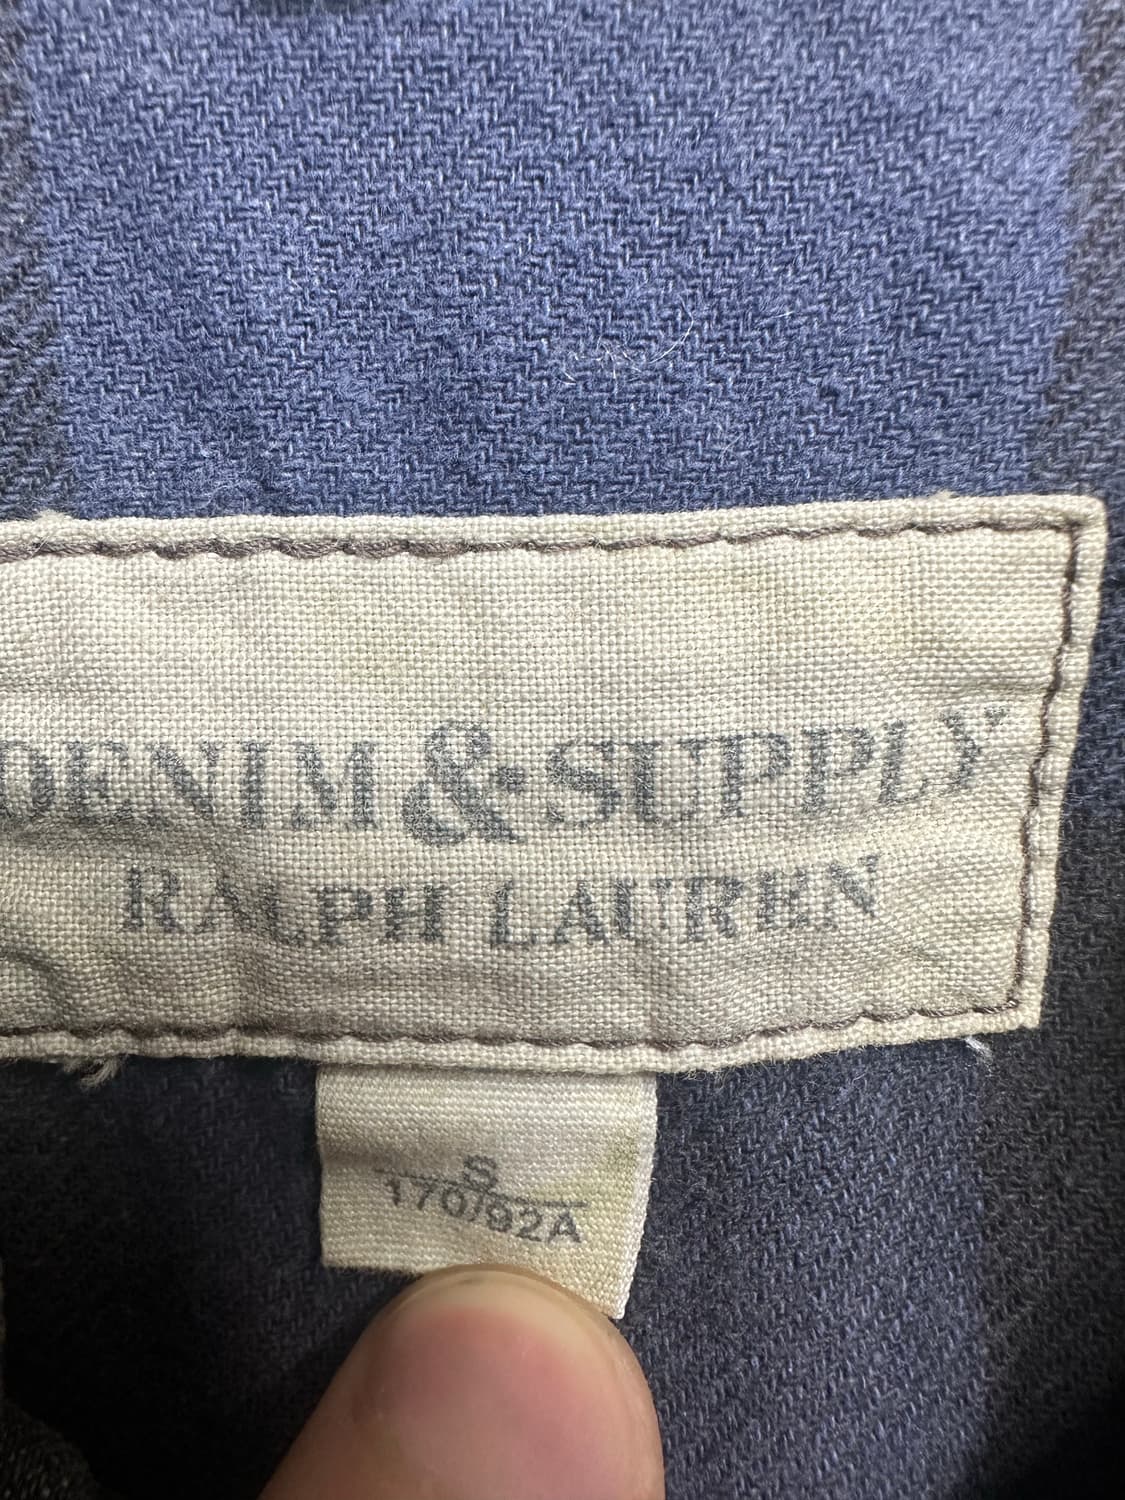 DENIM & SUPPLY
RALPH LAUREN
S
170/92A